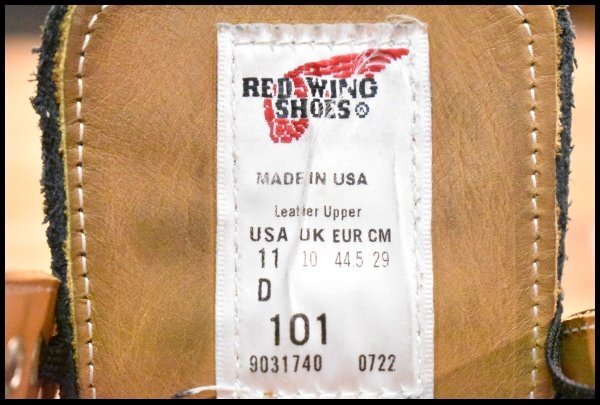 RED WING
SHOES®
MADE IN USA
Leather Upper
USA UK EUR CM
11 10 44.5 29
D
101
9031740 0722